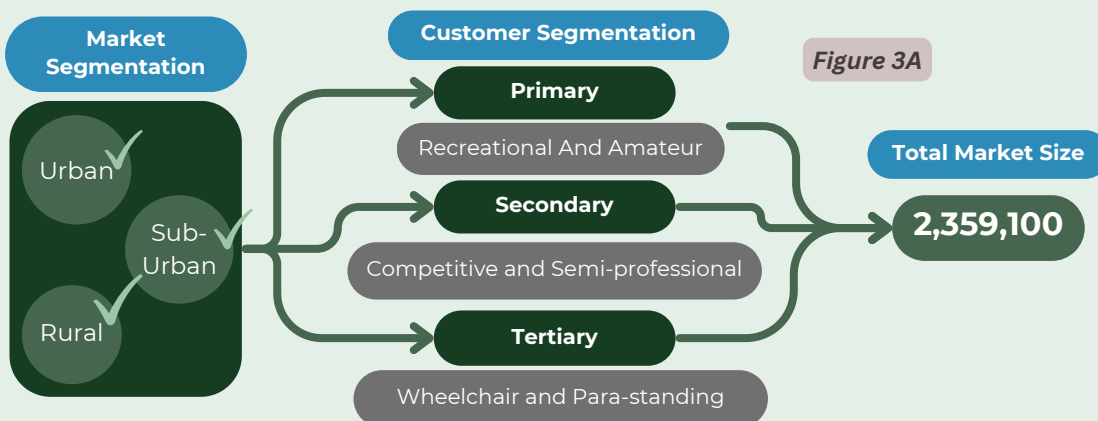 Market
Segmentation
Urban
Sub-
Urban
Rural
Customer Segmentation
Primary
Recreational And Amateur
Secondary
Competitive and Semi-professional
Tertiary
Wheelchair and Para-standing
Figure 3A
Total Market Size
2,359,100